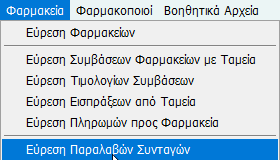 Φαρμακεία Φαρμακοποιοί Βοηθητικά Αρχεία
Εύρεση Φαρμακείων
Εύρεση Συμβάσεων Φαρμακείων με Ταμεία
Εύρεση Τιμολογίων Συμβάσεων
Εύρεση Εισπράξεων από Ταμεία
Εύρεση Πληρωμών προς Φαρμακεία
Εύρεση Παραλαβών Συνταγών